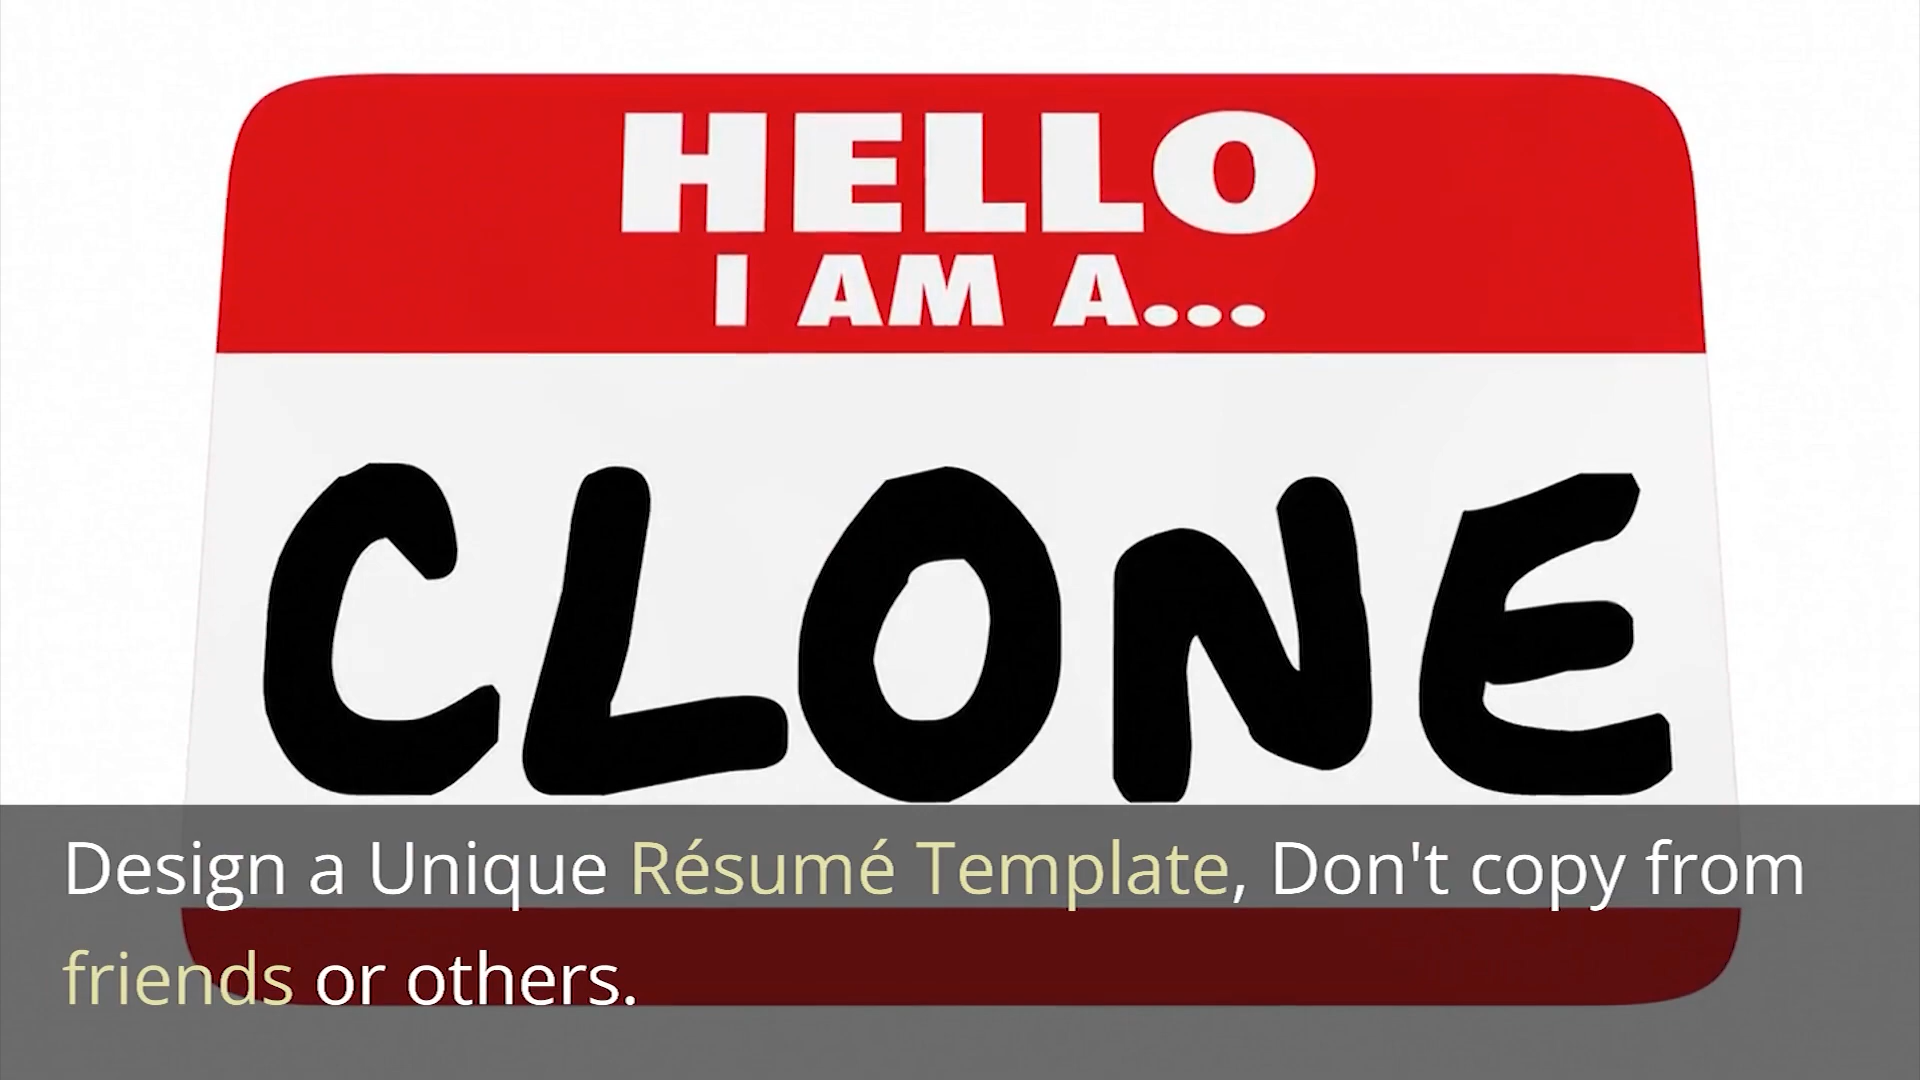 HELLO
I AM A...
CLONE
Design a Unique Résumé Template, Don't copy from
friends or others.